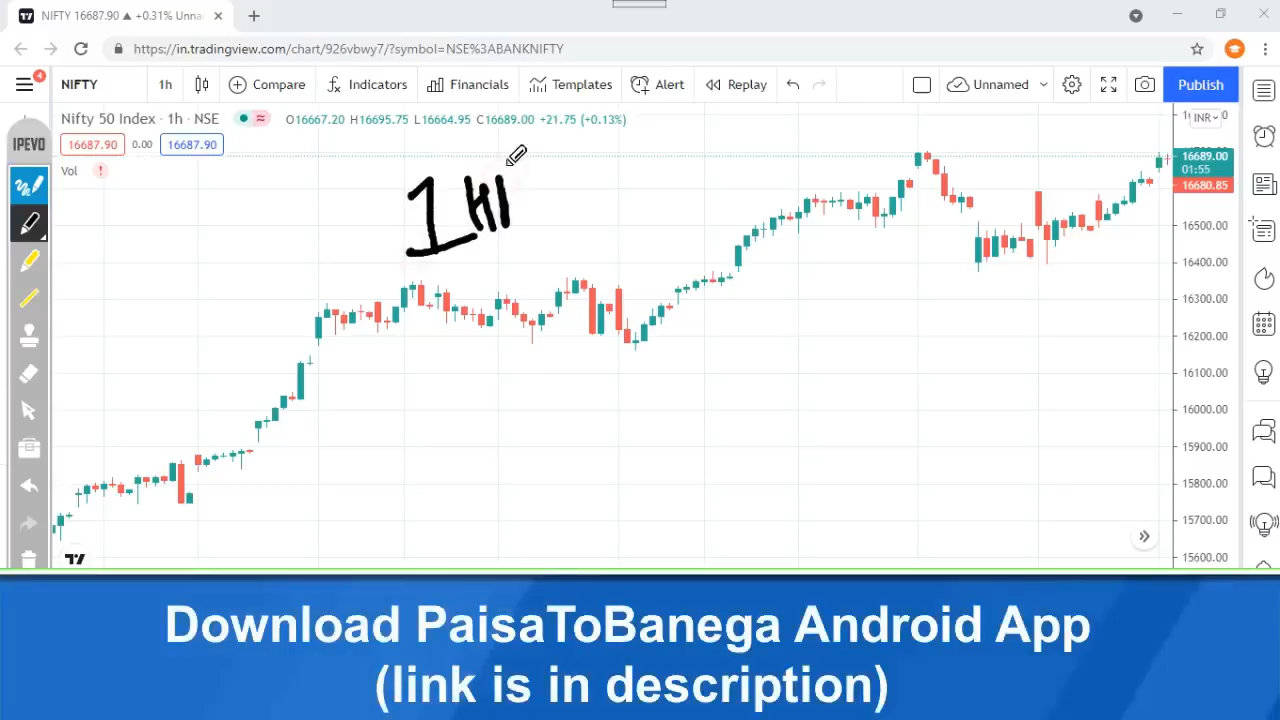 NIFTY 16687.90 ▲ +0.31% Unna
https://in.tradingview.com/chart/926vbwy7/?symbol=NSE%3ABANKNIFTY
4
NIFTY 1h Compare Indicators Financials Templates Alert Replay Unnamed Publish
Nifty 50 Index · 1h · NSE O16667.20 H16695.75 L16664.95 C16689.00 +21.75 (+0.13%)
INR
IPEVO
16687.90 0.00 16687.90
Vol !
1 H
16689.00
01:55
16680.85
16500.00
16400.00
16300.00
16200.00
16100.00
16000.00
15900.00
15800.00
15700.00
15600.00
Download PaisaToBanega Android App
(link is in description)